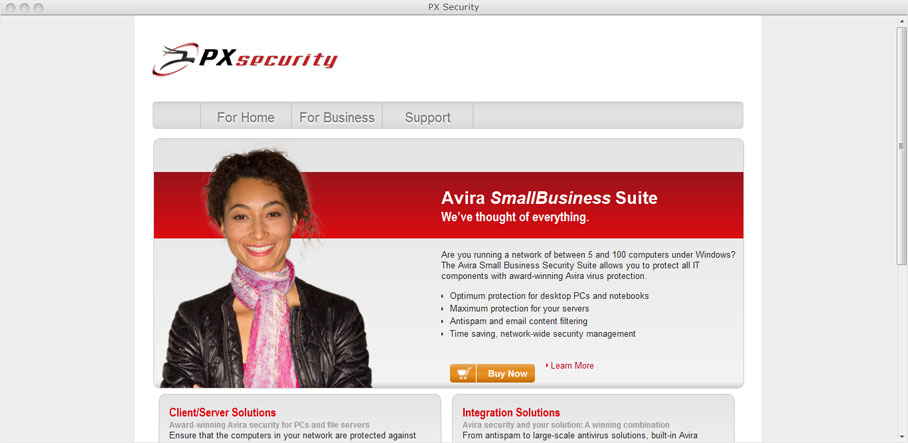 PX Security
PXsecurity
For Home
For Business
Support
Avira SmallBusiness Suite
We've thought of everything.
Are you running a network of between 5 and 100 computers under Windows?
The Avira Small Business Security Suite allows you to protect all IT
components with award-winning Avira virus protection.
Optimum protection for desktop PCs and notebooks
Maximum protection for your servers
Antispam and email content filtering
Time saving, network-wide security management
Buy Now
Learn More
Client/Server Solutions
Award-winning Avira security for PCs and file servers
Ensure that the computers in your network are protected against
Integration Solutions
Avira security and your solution: A winning combination
From antispam to large-scale antivirus solutions, built-in Avira